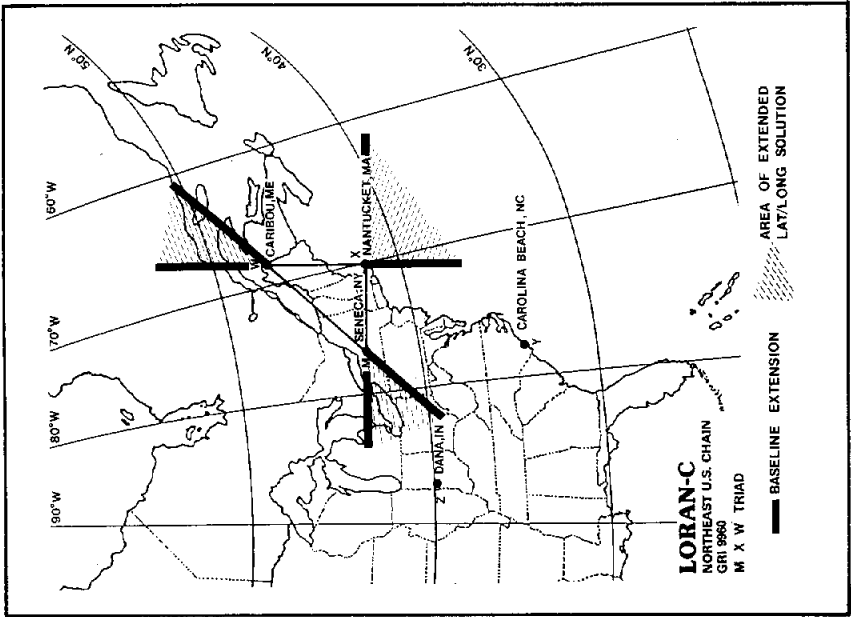 50°N
40°N
30°N
60°W
70°W
80°W
90°W
W
CARIBOU, ME
X
NANTUCKET, MA
M
SENECA, NY
CAROLINA BEACH, NC
Y
Z
DANA, IN
LORAN-C
NORTHEAST U.S. CHAIN
GRI 9960
M X W TRIAD
BASELINE EXTENSION
AREA OF EXTENDED
LAT/LONG SOLUTION